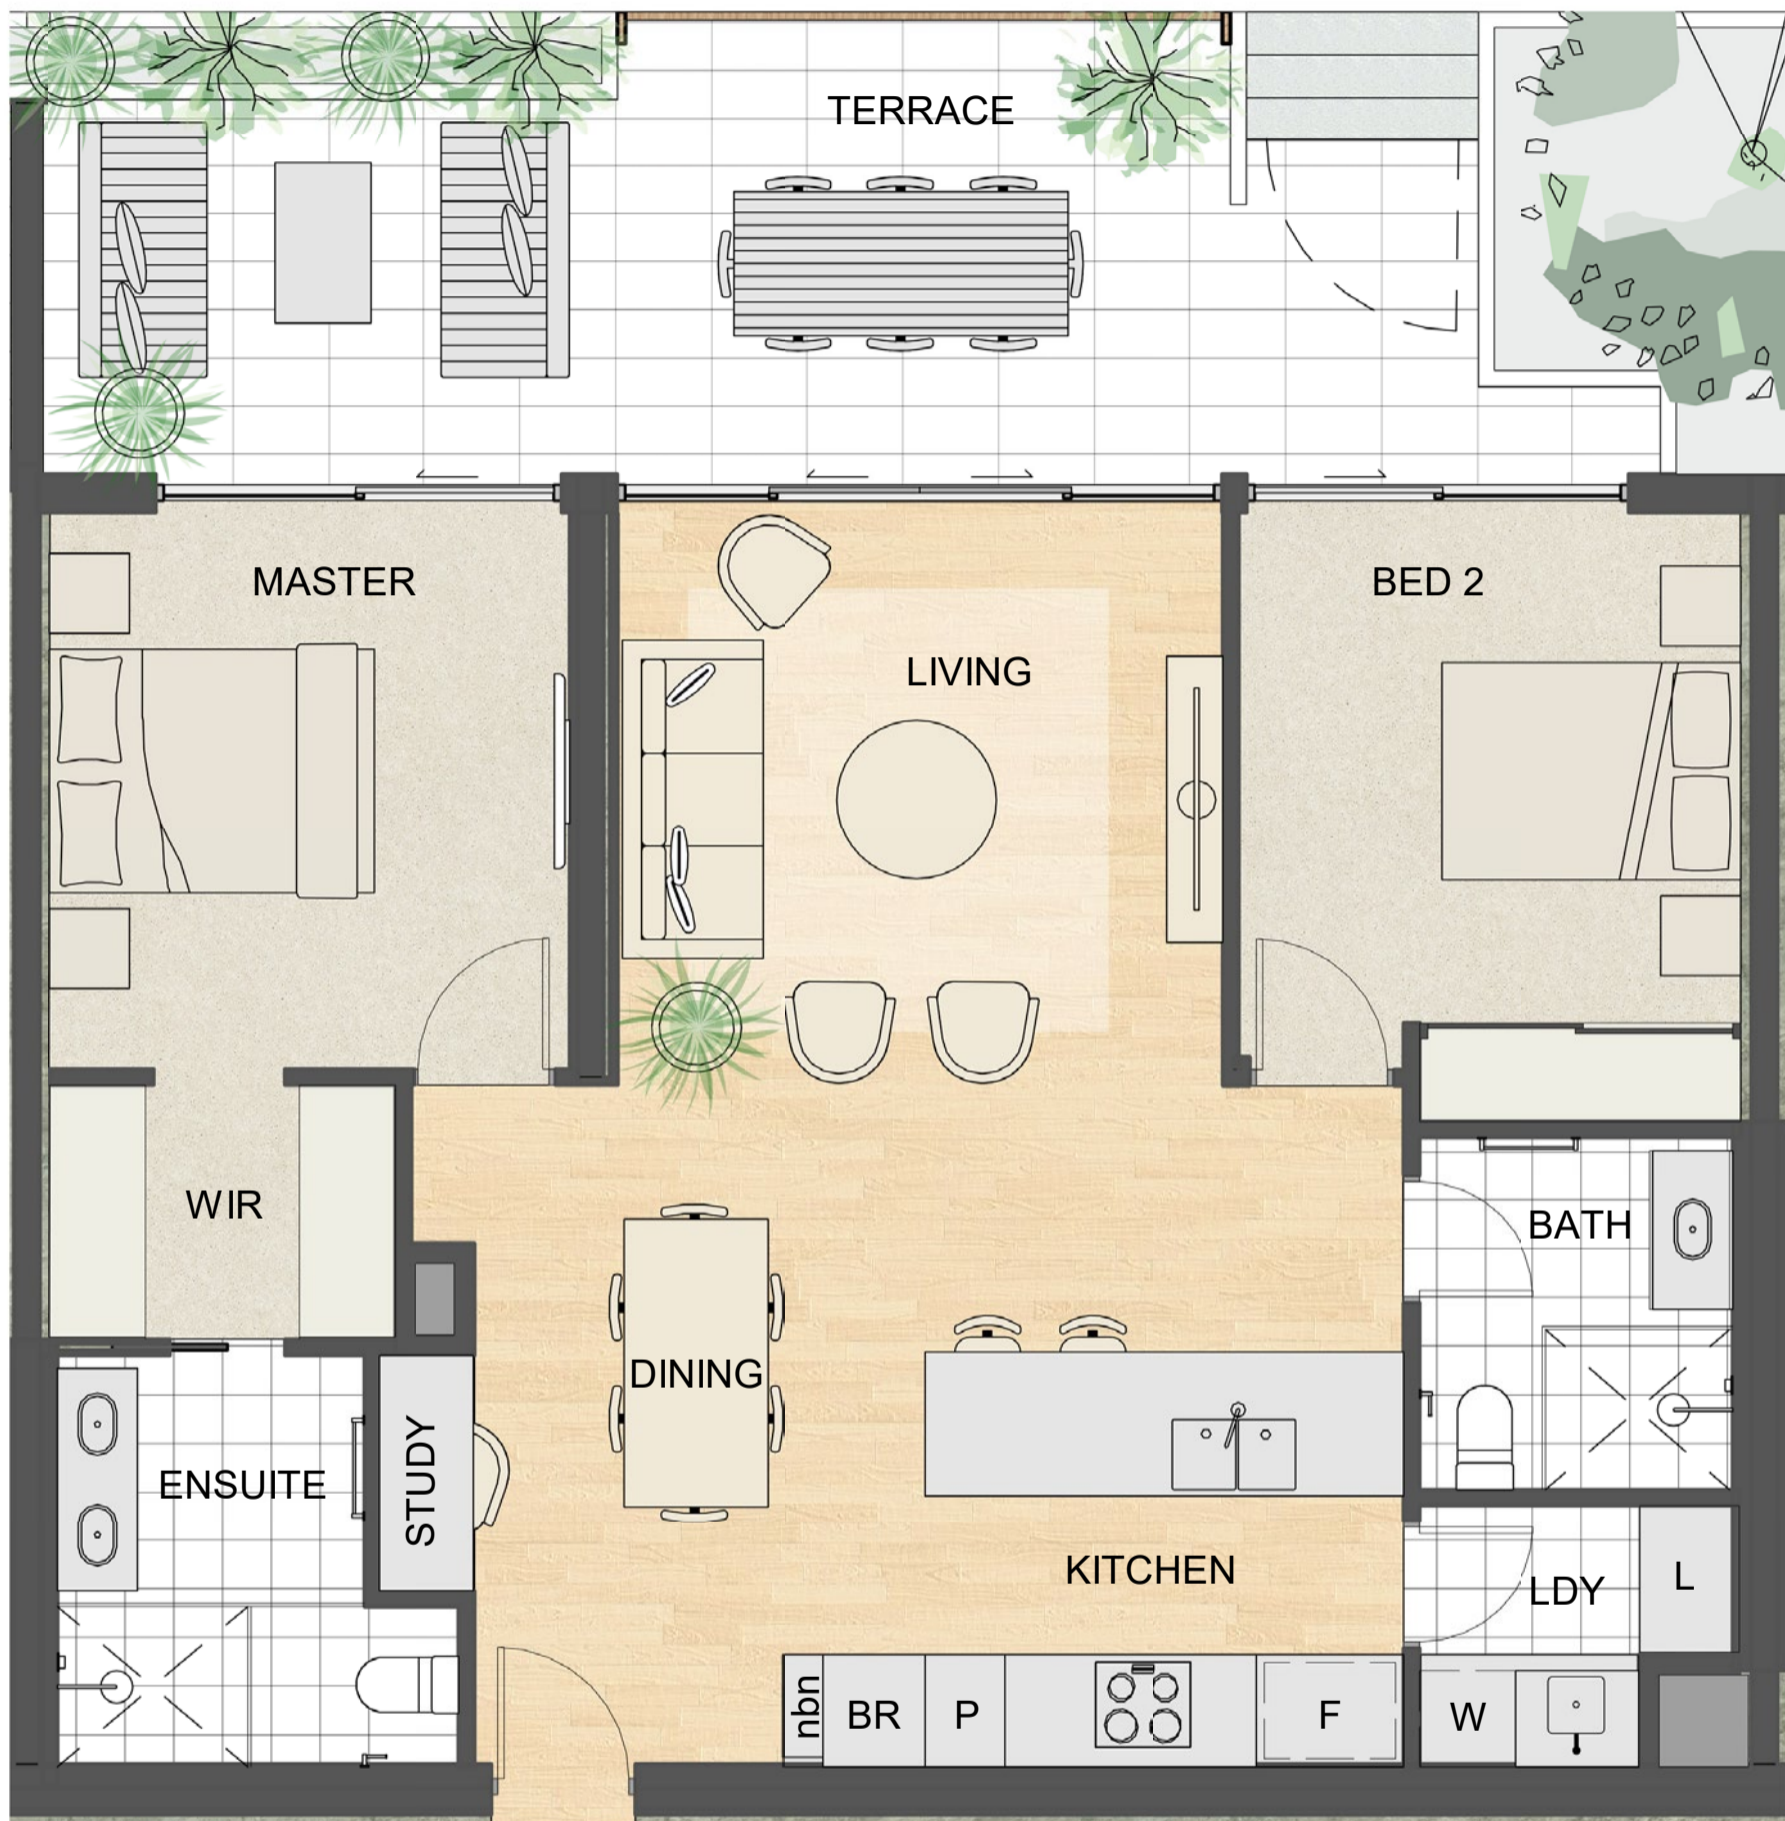 TERRACE
MASTER
BED 2
LIVING
WIR
BATH
DINING
ENSUITE
STUDY
KITCHEN
LDY
L
nbn
BR
P
F
W